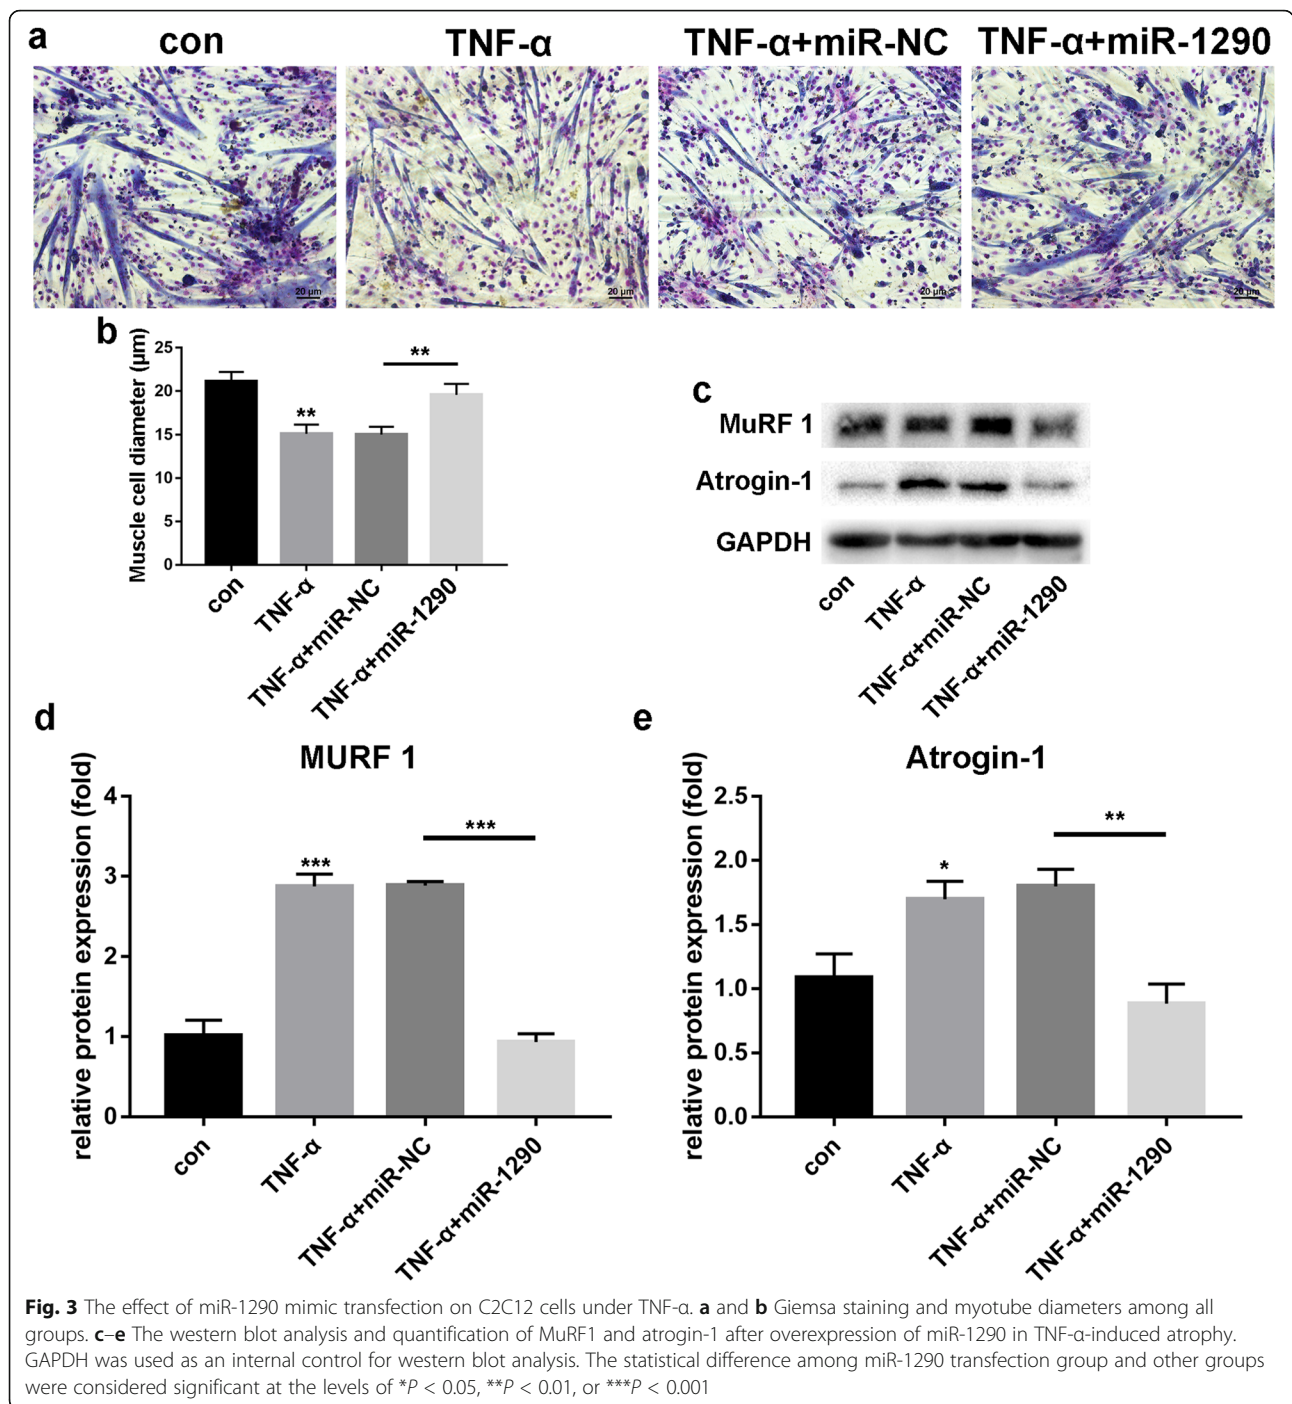 a
con
TNF-α
TNF-α+miR-NC
TNF-α+miR-1290
20 μm
20 μm
20 μm
20 μm
b
Muscle cell diameter (μm)
25
20
15
10
5
0
**
**
con
TNF-α
TNF-α+miR-NC
TNF-α+miR-1290
c
MuRF 1
Atrogin-1
GAPDH
con
TNF-α
TNF-α+miR-NC
TNF-α+miR-1290
d
MURF 1
relative protein expression (fold)
4
3
2
1
0
***
***
con
TNF-α
TNF-α+miR-NC
TNF-α+miR-1290
e
Atrogin-1
relative protein expression (fold)
2.5
2.0
1.5
1.0
0.5
0.0
*
**
con
TNF-α
TNF-α+miR-NC
TNF-α+miR-1290
Fig. 3 The effect of miR-1290 mimic transfection on C2C12 cells under TNF-α. a and b Giemsa staining and myotube diameters among all
groups. c–e The western blot analysis and quantification of MuRF1 and atrogin-1 after overexpression of miR-1290 in TNF-α-induced atrophy.
GAPDH was used as an internal control for western blot analysis. The statistical difference among miR-1290 transfection group and other groups
were considered significant at the levels of *P < 0.05, **P < 0.01, or ***P < 0.001